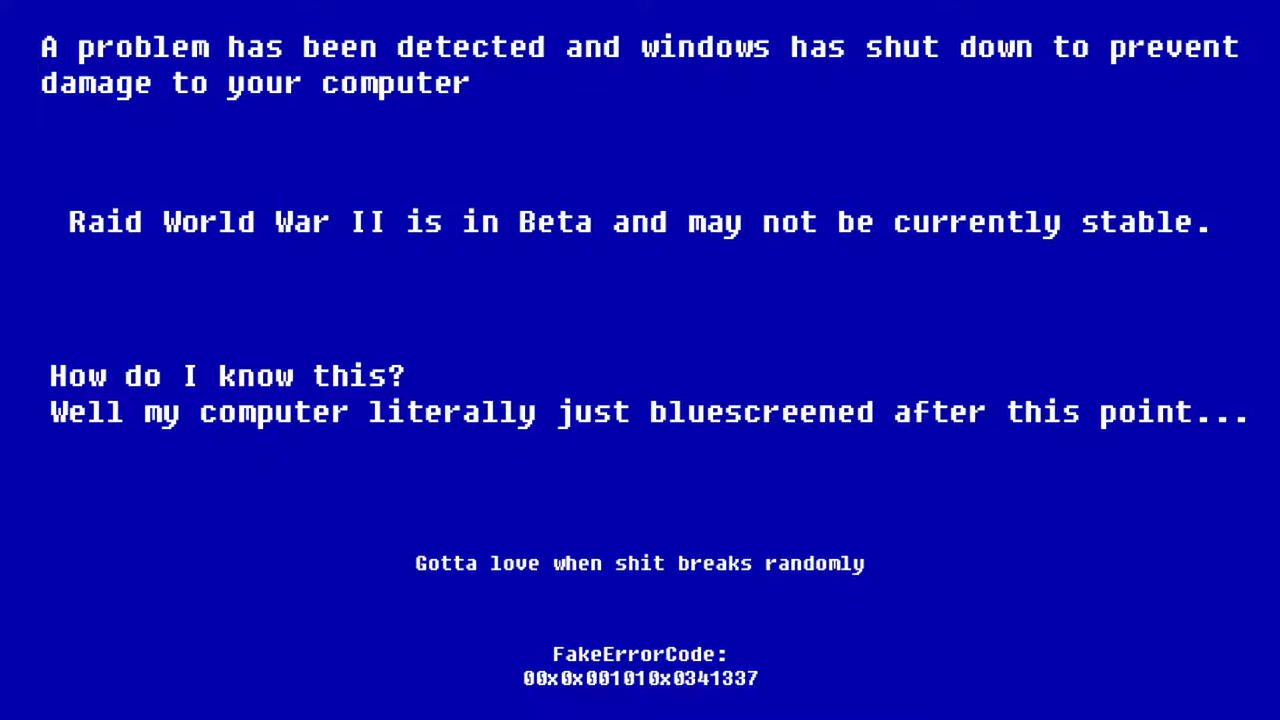 A problem has been detected and windows has shut down to prevent
damage to your computer
Raid World War II is in Beta and may not be currently stable.
How do I know this?
Well my computer literally just bluescreened after this point...
Gotta love when shit breaks randomly
FakeErrorCode:
00x0x001010x0341337